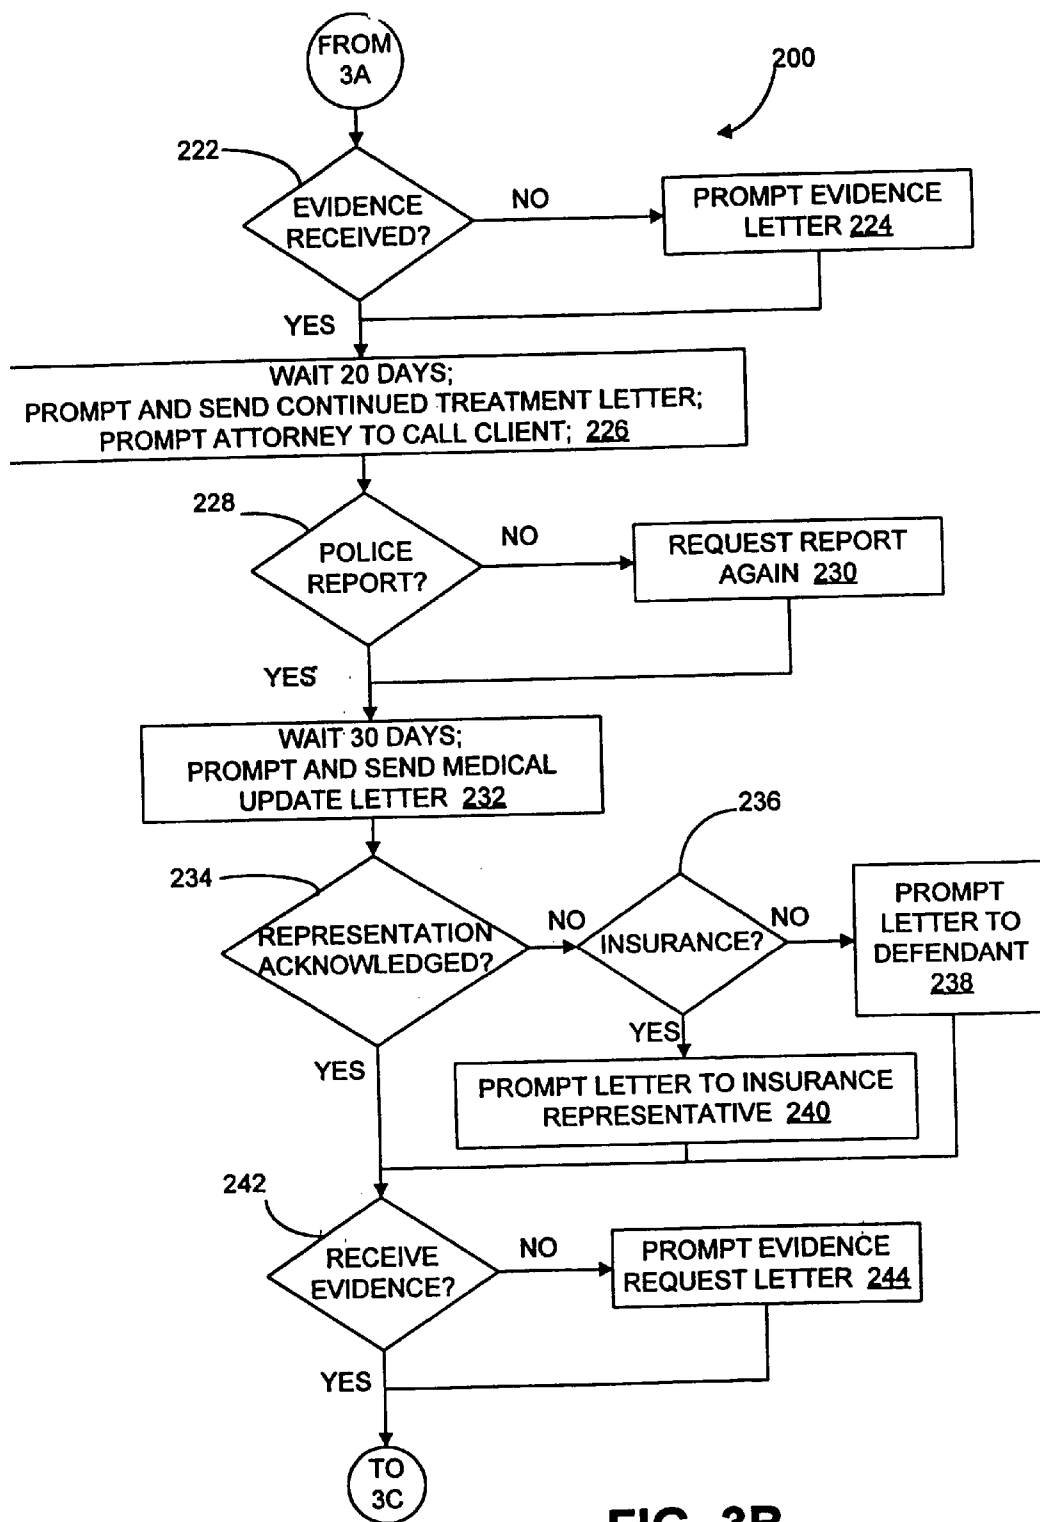 FROM
3A
200
222
EVIDENCE
RECEIVED?
NO
PROMPT EVIDENCE
LETTER 224
YES
WAIT 20 DAYS;
PROMPT AND SEND CONTINUED TREATMENT LETTER;
PROMPT ATTORNEY TO CALL CLIENT; 226
228
POLICE
REPORT?
NO
REQUEST REPORT
AGAIN 230
YES
WAIT 30 DAYS;
PROMPT AND SEND MEDICAL
UPDATE LETTER 232
236
234
REPRESENTATION
ACKNOWLEDGED?
NO
INSURANCE?
NO
PROMPT
LETTER TO
DEFENDANT
238
YES
YES
PROMPT LETTER TO INSURANCE
REPRESENTATIVE 240
242
RECEIVE
EVIDENCE?
NO
PROMPT EVIDENCE
REQUEST LETTER 244
YES
TO
3C
FIG. 3B